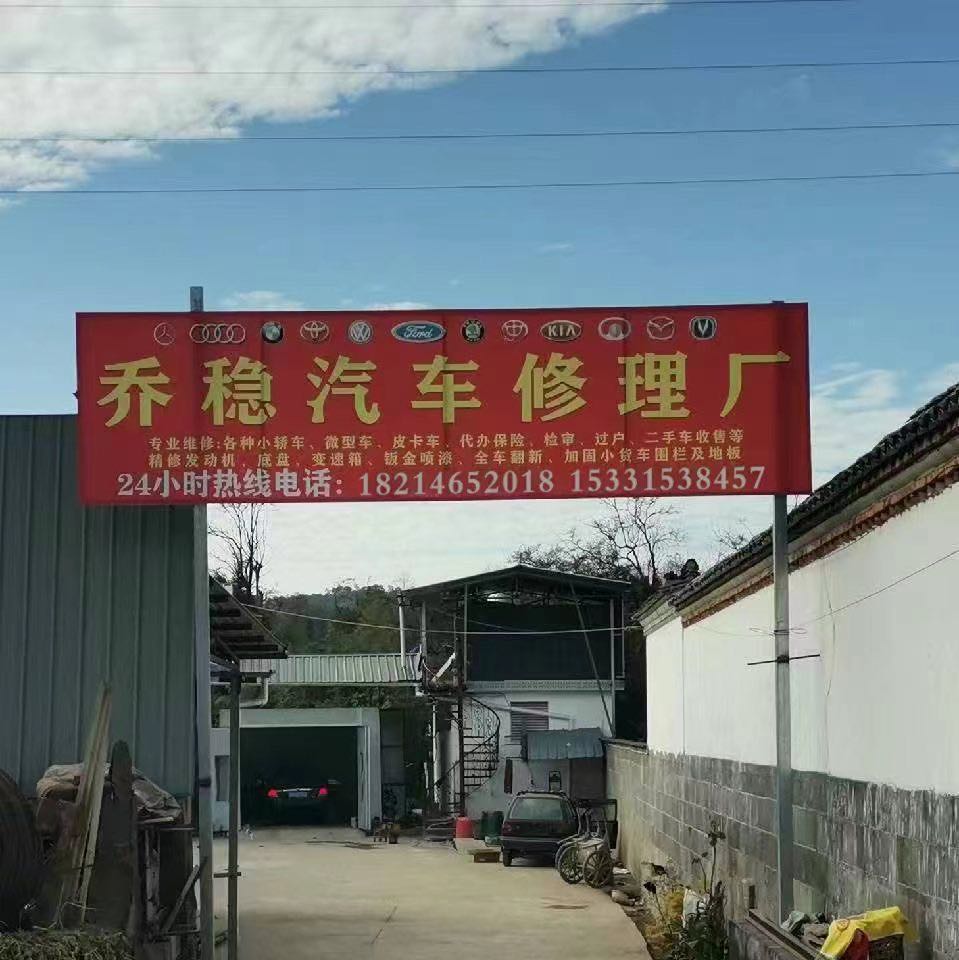 Ford KIA
乔稳汽车修理厂
专业维修:各种小轿车、微型车、皮卡车、代办保险、检审、过户、二手车收售等
精修发动机、底盘、变速箱、钣金喷漆、全车翻新、加固小货车围栏及地板
24小时热线电话：18214652018 15331538457